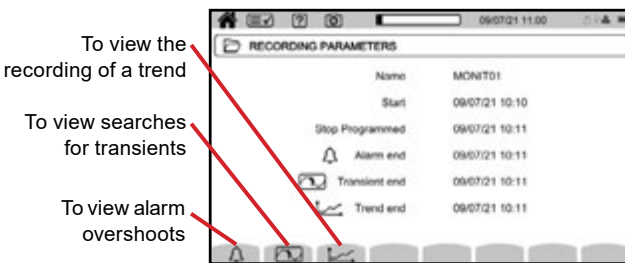 To view the
recording of a trend
To view searches
for transients
To view alarm
overshoots
?
09/07/21 11:00
RECORDING PARAMETERS
Name MONIT01
Start 09/07/21 10:10
Stop Programmed 09/07/21 10:11
Alarm end 09/07/21 10:11
Transient end 09/07/21 10:11
Trend end 09/07/21 10:11